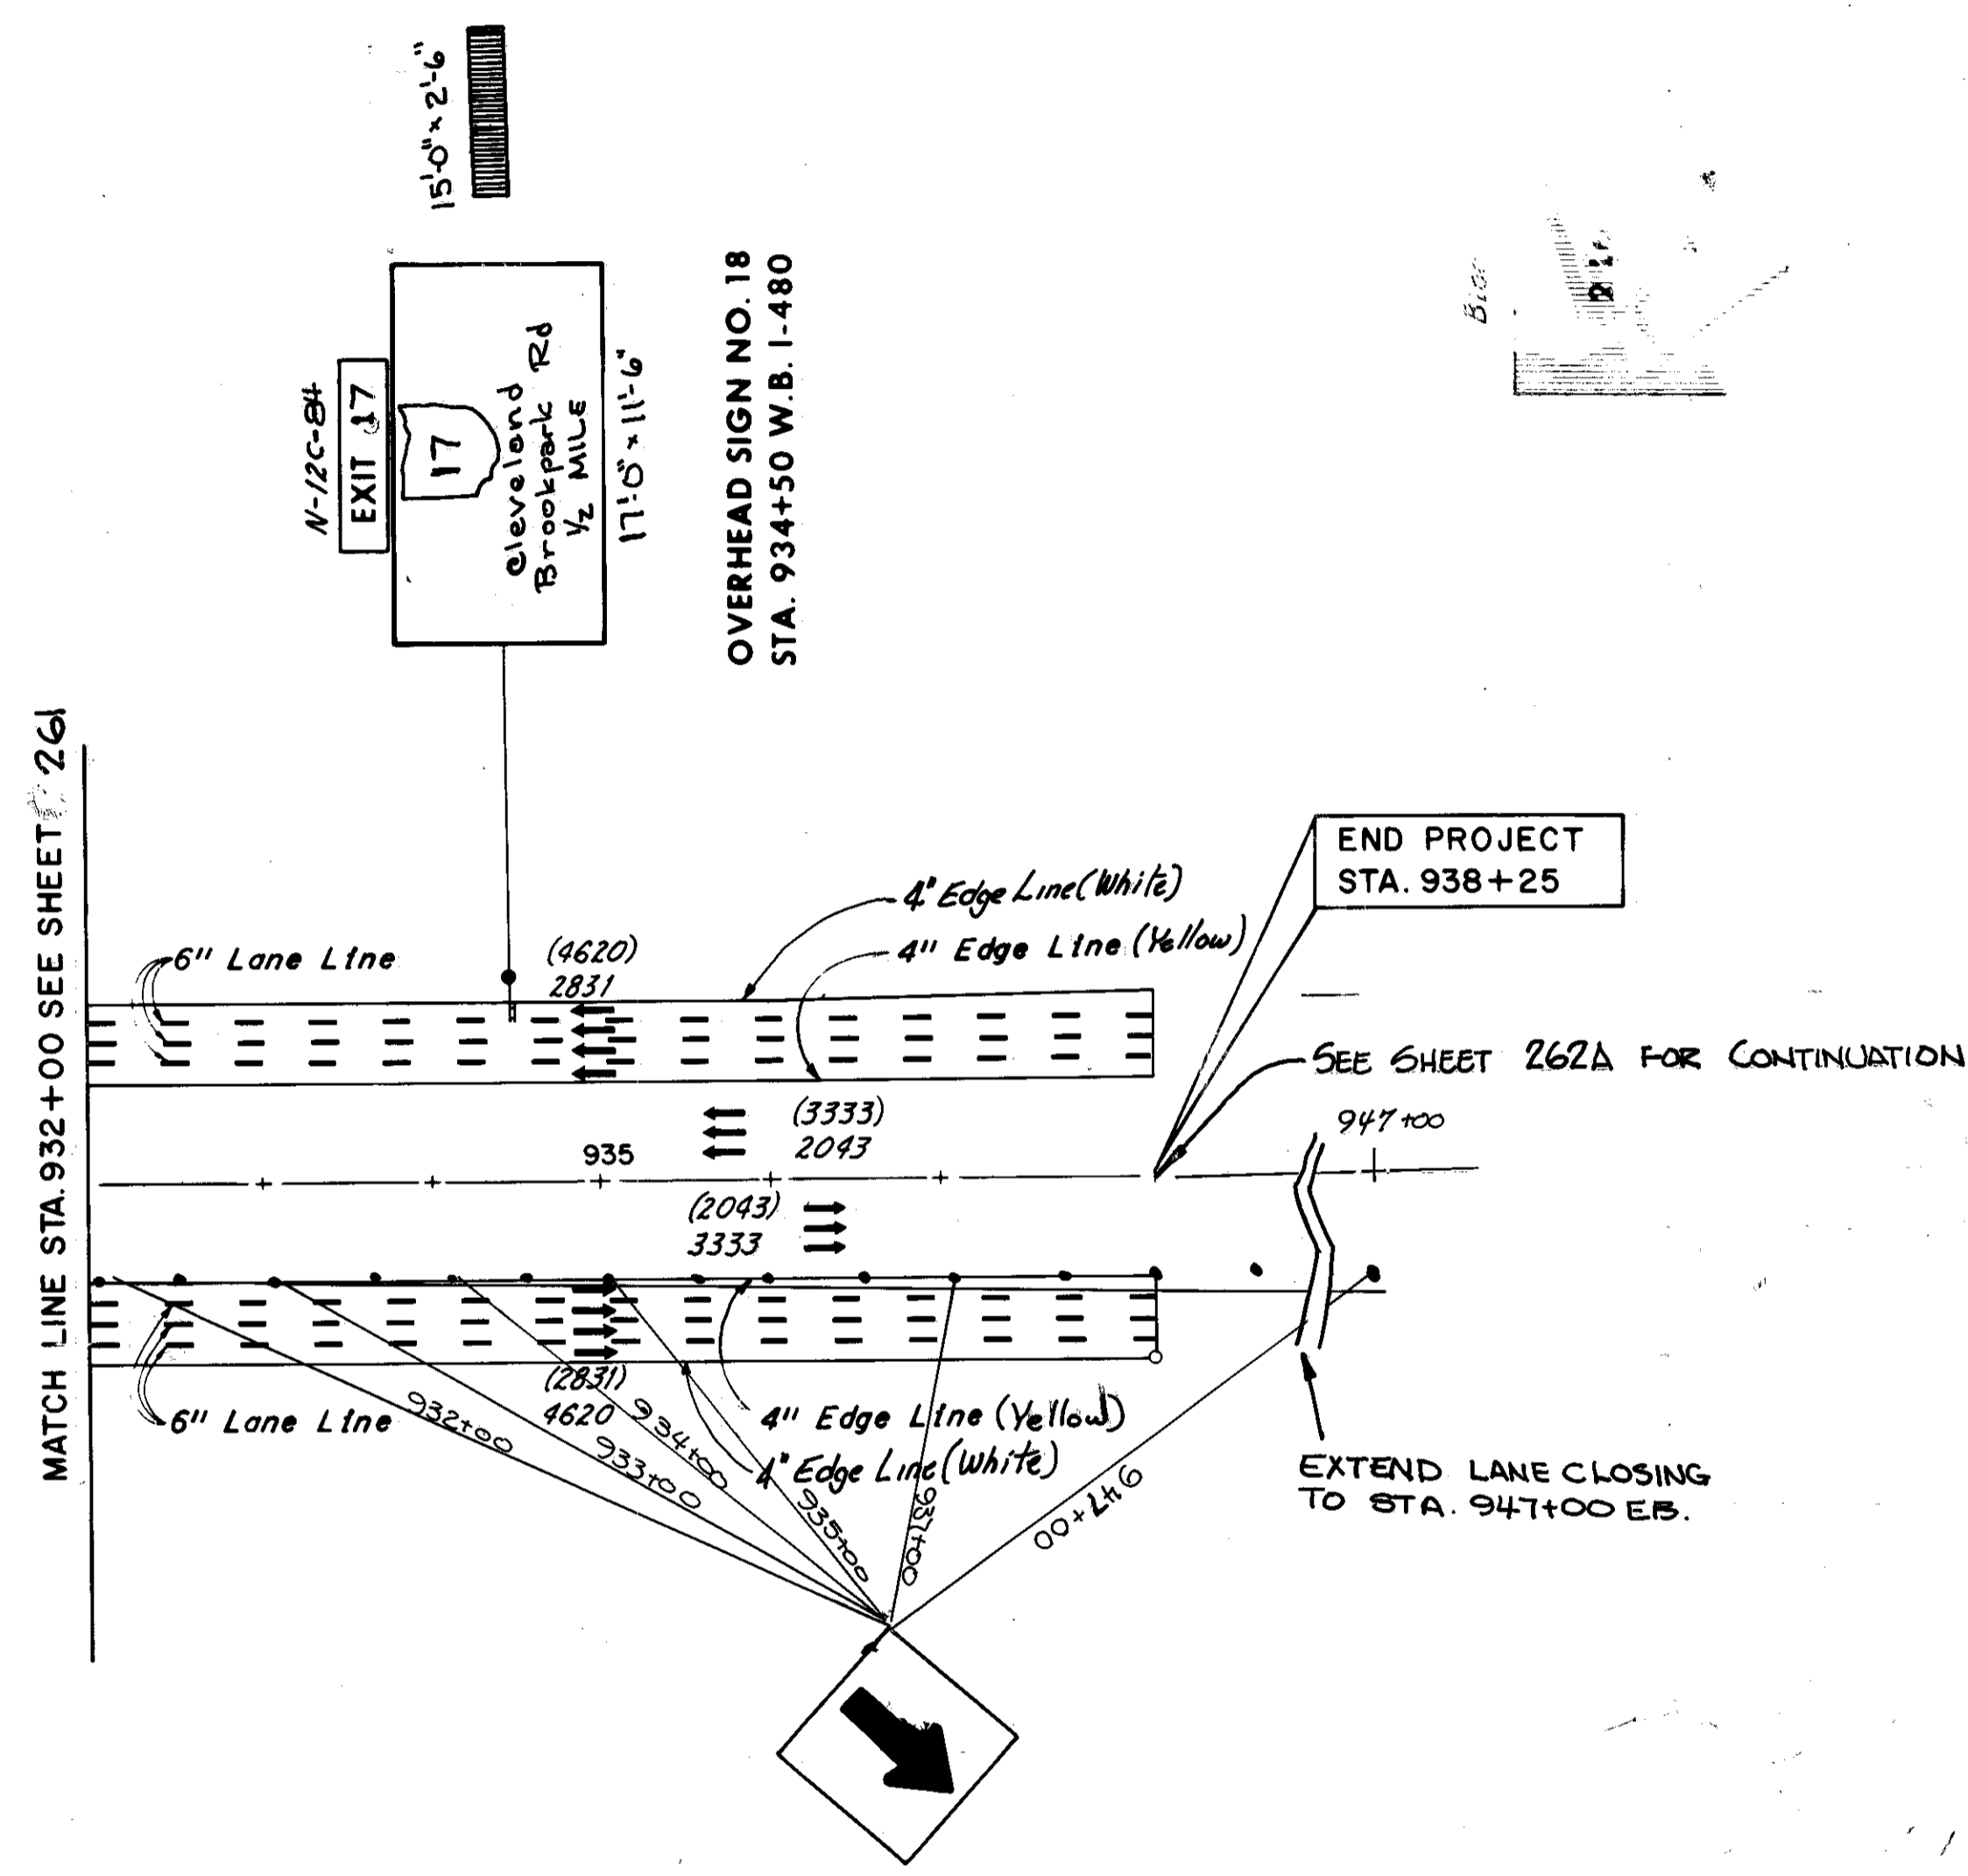 15'-0" x 2'-6"
N-12C-84
EXIT 17
17
Cleveland
Brookpark Rd
1/2 MILE
17'-0" x 11'-6"
OVERHEAD SIGN NO. 18
STA. 934+50 W.B. I-480
MATCH LINE STA. 932+00 SEE SHEET 261
END PROJECT
STA. 938+25
4" Edge Line (White)
4" Edge Line (Yellow)
6" Lane Line
(4620)
2831
SEE SHEET 262A FOR CONTINUATION
(3333)
2043
947+00
935
(2043)
3333
(2831)
4620
6" Lane Line
4" Edge Line (Yellow)
4" Edge Line (White)
932+00
933+00
934+00
935+00
937+00
947+00
EXTEND LANE CLOSING
TO STA. 947+00 EB.